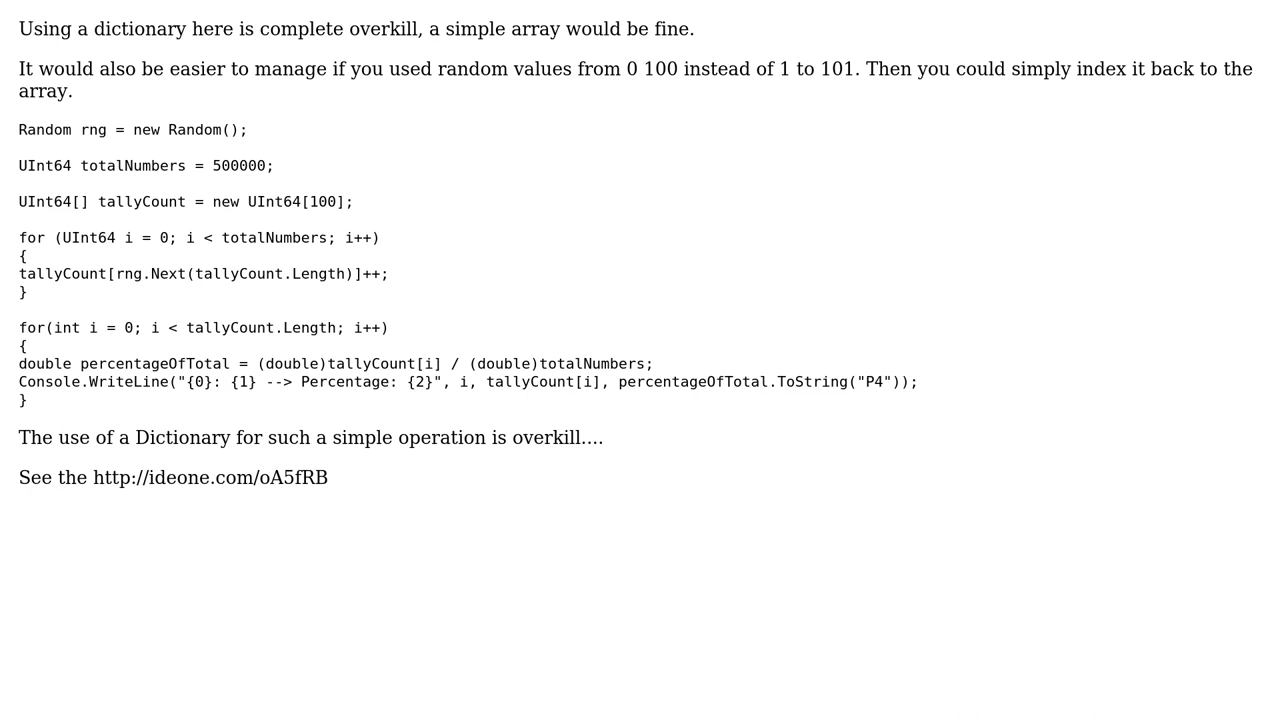 Using a dictionary here is complete overkill, a simple array would be fine.
It would also be easier to manage if you used random values from 0 100 instead of 1 to 101. Then you could simply index it back to the
array.
Random rng = new Random();
UInt64 totalNumbers = 500000;
UInt64[] tallyCount = new UInt64[100];
for (UInt64 i = 0; i < totalNumbers; i++)
{
tallyCount[rng.Next(tallyCount.Length)]++;
}
for(int i = 0; i < tallyCount.Length; i++)
{
double percentageOfTotal = (double)tallyCount[i] / (double)totalNumbers;
Console.WriteLine("{0}: {1} --> Percentage: {2}", i, tallyCount[i], percentageOfTotal.ToString("P4"));
}
The use of a Dictionary for such a simple operation is overkill....
See the http://ideone.com/oA5fRB